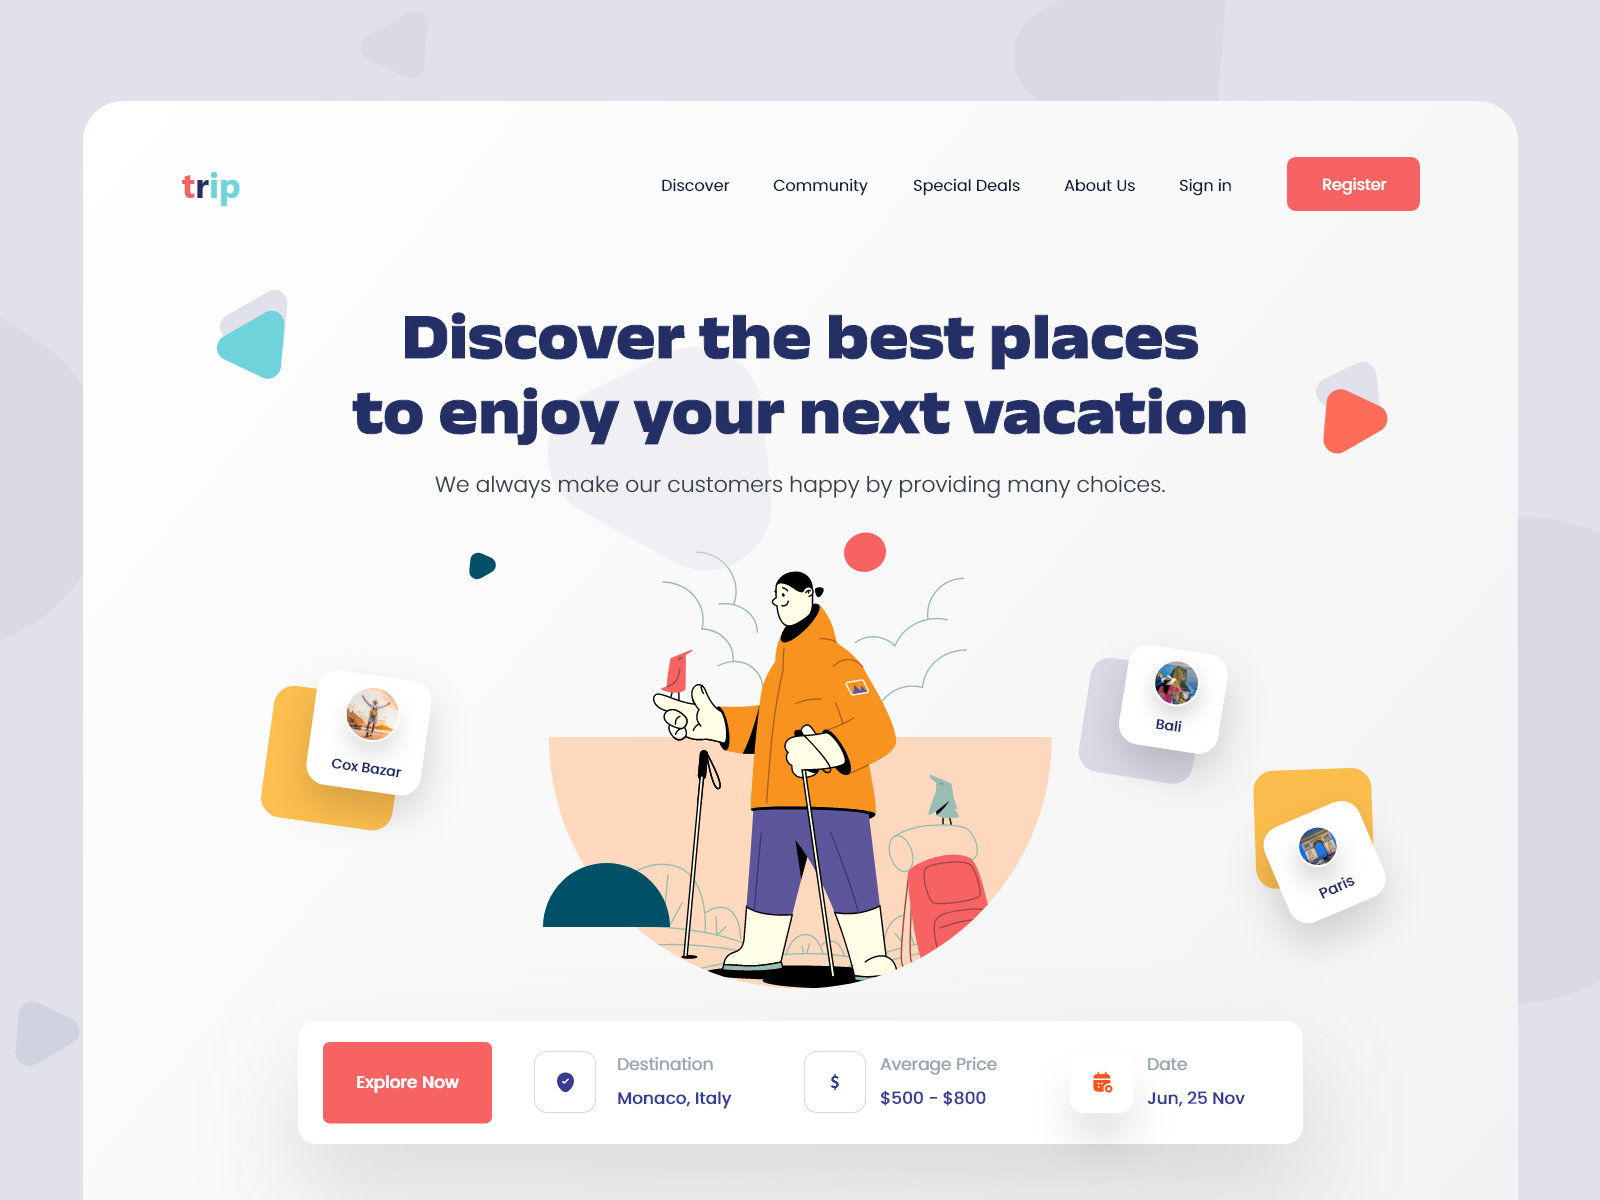 trip
Discover
Community
Special Deals
About Us
Sign in
Register
Discover the best places
to enjoy your next vacation
We always make our customers happy by providing many choices.
Cox Bazar
Bali
Paris
Explore Now
Destination
Monaco, Italy
$
Average Price
$500 - $800
Date
Jun, 25 Nov